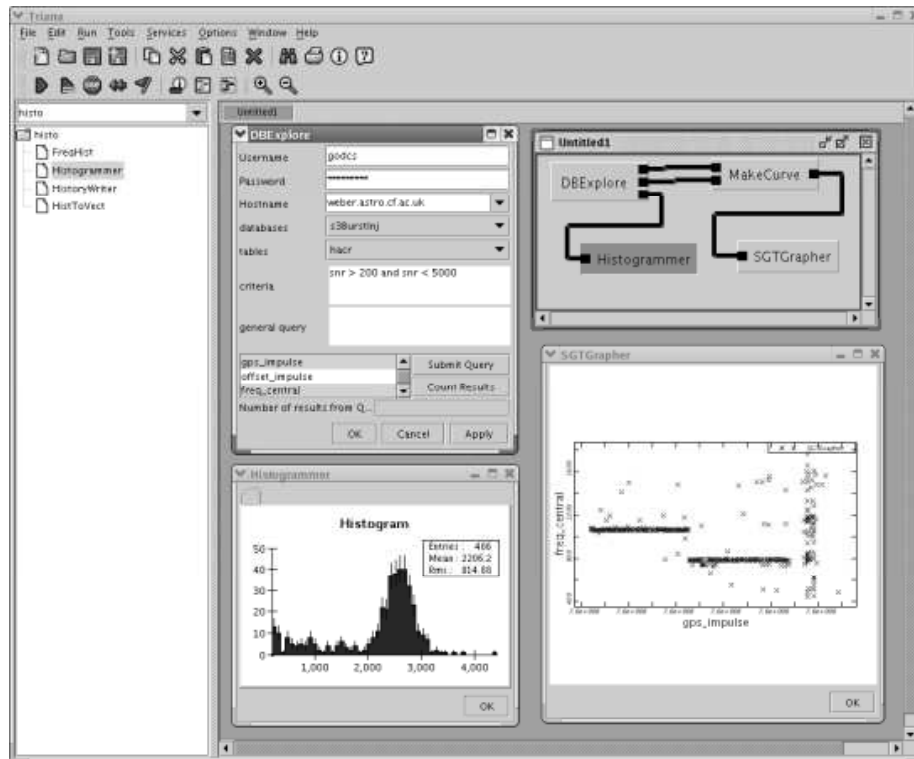 Triana
File Edit Run Tools Services Options Window Help
histo
histo
FreqHist
Histogrammer
HistoryWriter
HistToVect
Untitled1
DBExplore
Username
Password *********
Hostname weber.astro.cf.ac.uk
databases s3BurstInj
tables hacr
criteria snr > 200 and snr < 5000
general query
gps_impulse
offset_impulse
freq_central
Submit Query
Count Results
Number of results from Q...
OK Cancel Apply
Untitled1
DBExplore
MakeCurve
Histogrammer
SGTGrapher
Histogrammer
Histogram
Entries :
Mean : 2206.2
Rms : 814.88
50
40
30
20
10
0
1,000 2,000 3,000 4,000
OK
SGTGrapher
SGTGrapher
freq_central
gps_impulse
OK